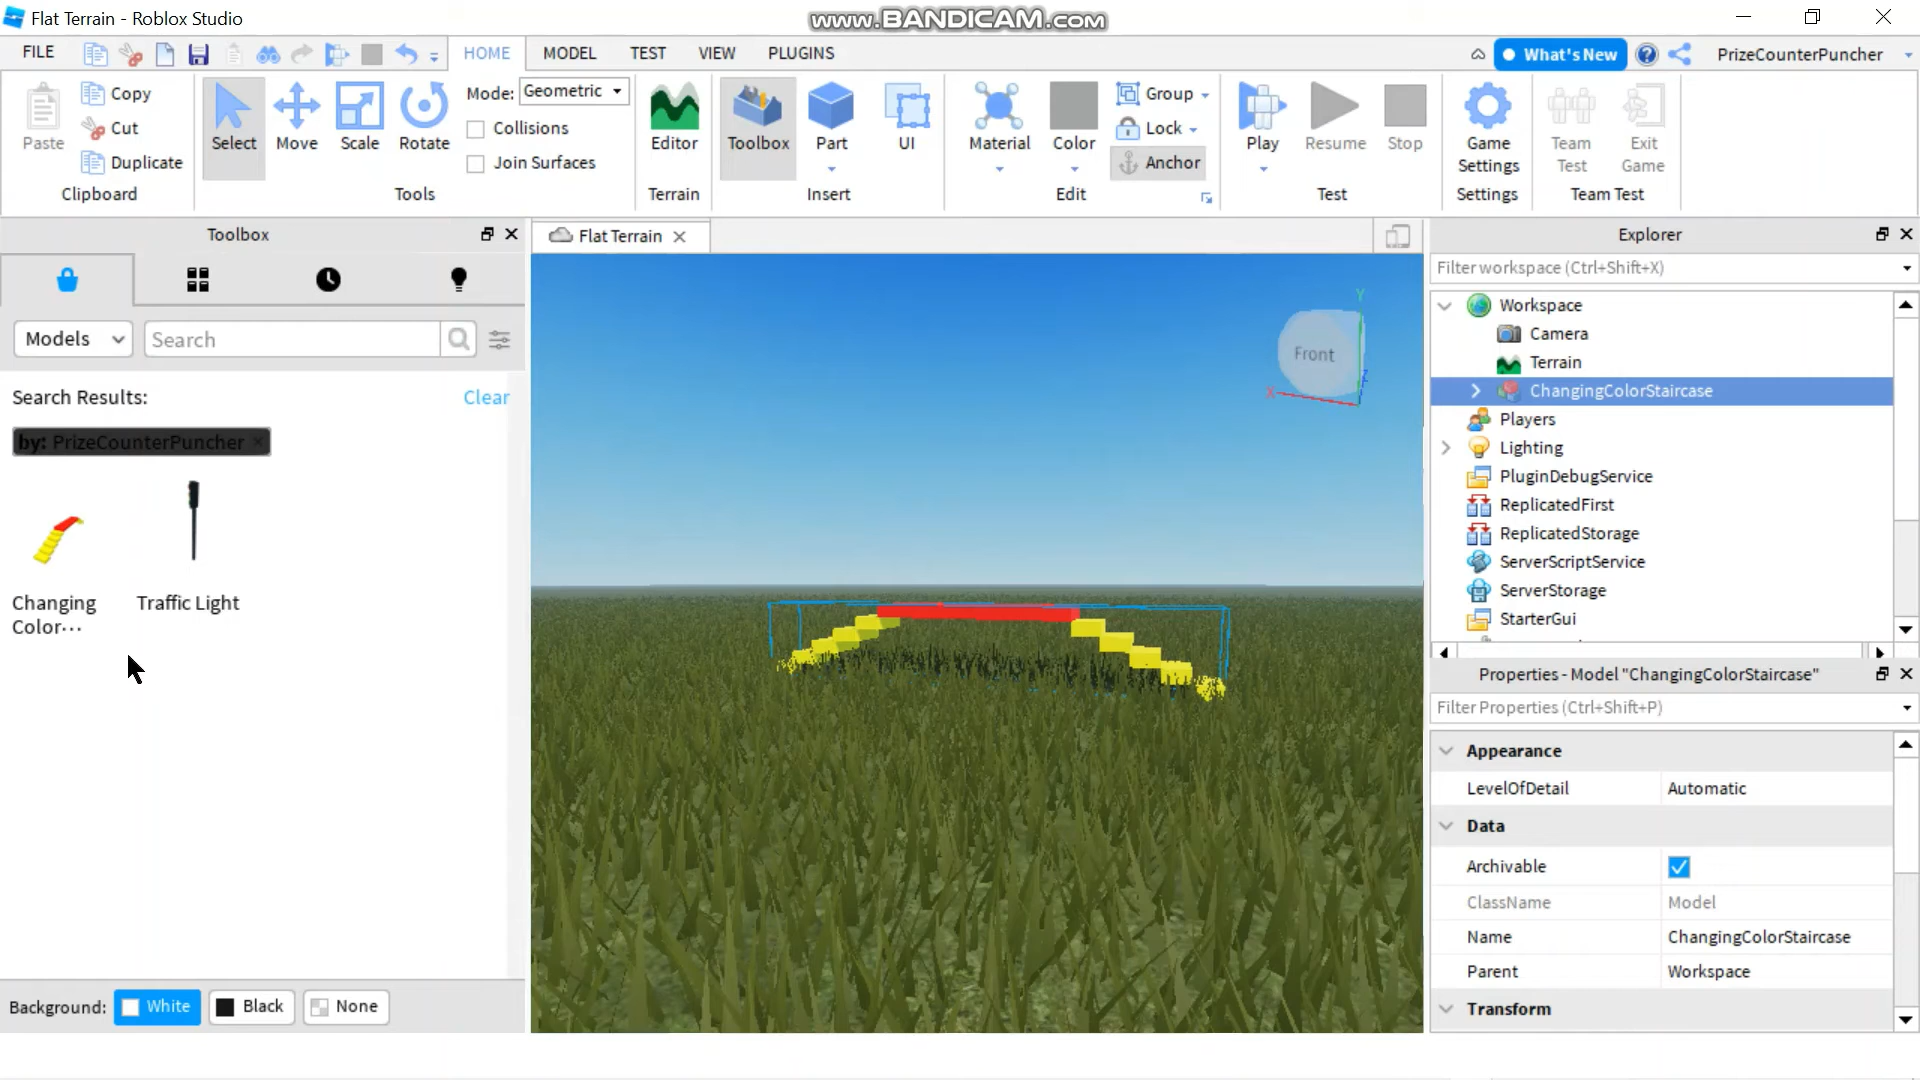 Flat Terrain - Roblox Studio
www.BANDICAM.com
FILE
HOME
MODEL
TEST
VIEW
PLUGINS
What's New
PrizeCounterPuncher
Paste
Copy
Cut
Duplicate
Clipboard
Select
Move
Scale
Rotate
Mode: Geometric
Collisions
Join Surfaces
Tools
Editor
Terrain
Toolbox
Part
UI
Insert
Material
Color
Group
Lock
Anchor
Edit
Play
Resume
Stop
Test
Game
Settings
Settings
Team
Test
Exit
Game
Team Test
Toolbox
Models
Search
Search Results:
Clear
by: PrizeCounterPuncher
Changing
Color...
Traffic Light
Background:
White
Black
None
Flat Terrain
Front
Y
X
Z
Explorer
Filter workspace (Ctrl+Shift+X)
Workspace
Camera
Terrain
ChangingColorStaircase
Players
Lighting
PluginDebugService
ReplicatedFirst
ReplicatedStorage
ServerScriptService
ServerStorage
StarterGui
Properties - Model "ChangingColorStaircase"
Filter Properties (Ctrl+Shift+P)
Appearance
LevelOfDetail Automatic
Data
Archivable
ClassName Model
Name ChangingColorStaircase
Parent Workspace
Transform